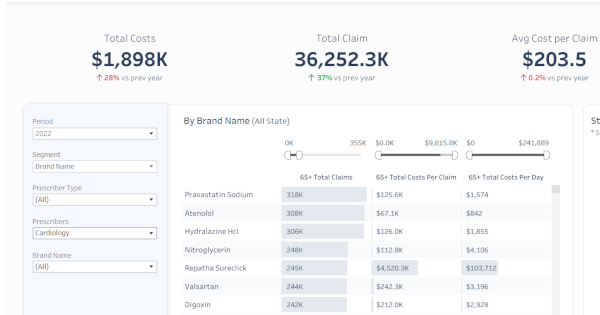 Total Costs
$1,898K
↑ 28% vs prev year
Total Claim
36,252.3K
↑ 37% vs prev year
Avg Cost per Claim
$203.5
↑ 0.2% vs prev year
Period
2022
Segment
Brand Name
Prescriber Type
(All)
Prescribers
Cardiology
Brand Name
(All)
By Brand Name (All State)
0K 355K $0.0K $9,815.8K $0 $241,889
65+ Total Claims 65+ Total Costs Per Claim 65+ Total Costs Per Day
Pravastatin Sodium 318K $125.6K $1,574
Atenolol 308K $67.1K $842
Hydralazine Hcl 306K $126.0K $1,855
Nitroglycerin 248K $112.8K $4,106
Repatha Sureclick 245K $4,520.3K $103,712
Valsartan 244K $242.3K $3,196
Digoxin 242K $212.0K $2,928
St
* S